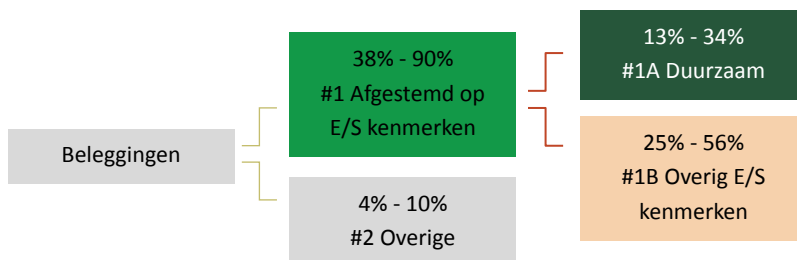 Beleggingen
38% - 90%
#1 Afgestemd op
E/S kenmerken
4% - 10%
#2 Overige
13% - 34%
#1A Duurzaam
25% - 56%
#1B Overig E/S
kenmerken